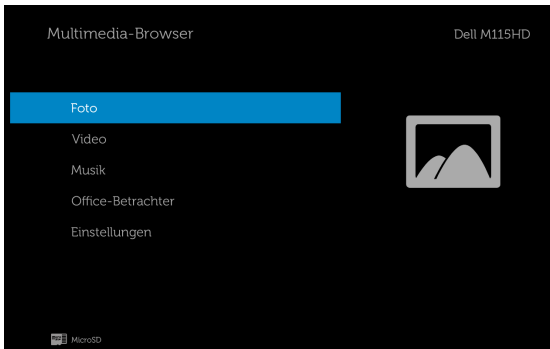 Multimedia-Browser
Dell M115HD
Foto
Video
Musik
Office-Betrachter
Einstellungen
MicroSD